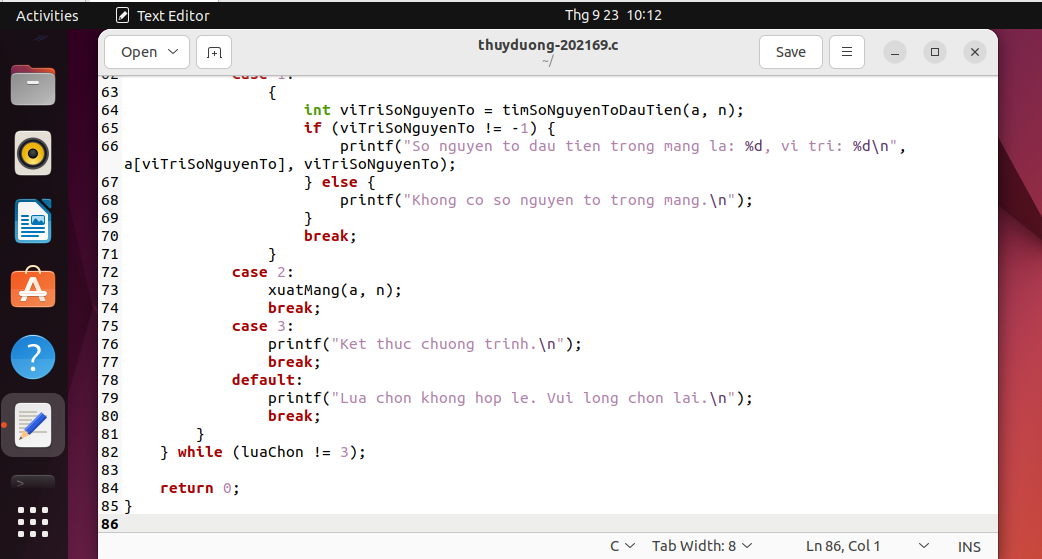 Activities
Text Editor
Thg 9 23 10:12
Open
thuyduong-202169.c
~/
Save
62 case 1:
63 {
64 int viTriSoNguyenTo = timSoNguyenToDauTien(a, n);
65 if (viTriSoNguyenTo != -1) {
66 printf("So nguyen to dau tien trong mang la: %d, vi tri: %d\n",
a[viTriSoNguyenTo], viTriSoNguyenTo);
67 } else {
68 printf("Khong co so nguyen to trong mang.\n");
69 }
70 break;
71 }
72 case 2:
73 xuatMang(a, n);
74 break;
75 case 3:
76 printf("Ket thuc chuong trinh.\n");
77 break;
78 default:
79 printf("Lua chon khong hop le. Vui long chon lai.\n");
80 break;
81 }
82 } while (luaChon != 3);
83
84 return 0;
85 }
86
C
Tab Width: 8
Ln 86, Col 1
INS